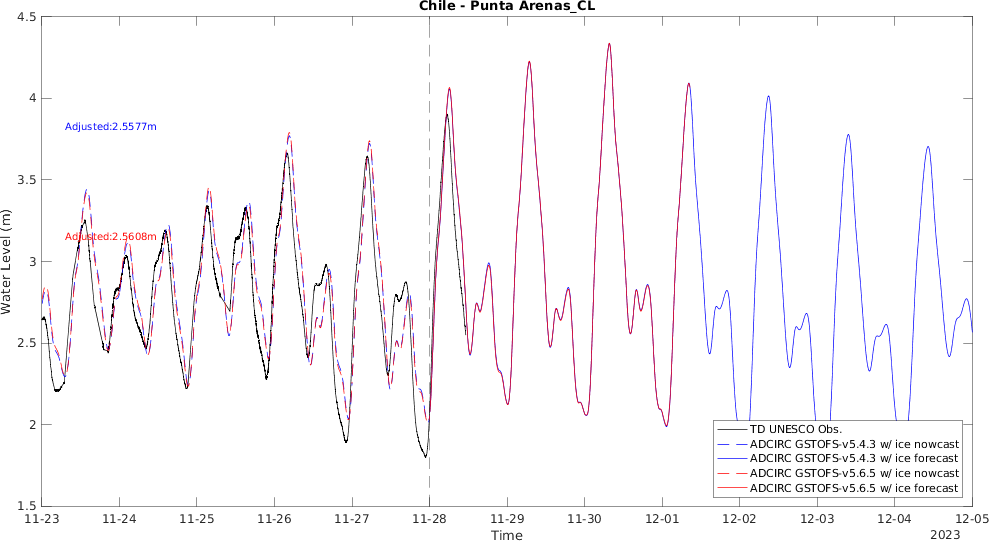 Chile - Punta Arenas_CL
4.5
4
3.5
3
2.5
2
1.5
Water Level (m)
Adjusted:2.5577m
Adjusted:2.5608m
TD UNESCO Obs.
ADCIRC GSTOFS-v5.4.3 w/ ice nowcast
ADCIRC GSTOFS-v5.4.3 w/ ice forecast
ADCIRC GSTOFS-v5.6.5 w/ ice nowcast
ADCIRC GSTOFS-v5.6.5 w/ ice forecast
11-23 11-24 11-25 11-26 11-27 11-28 11-29 11-30 12-01 12-02 12-03 12-04 12-05
Time
2023